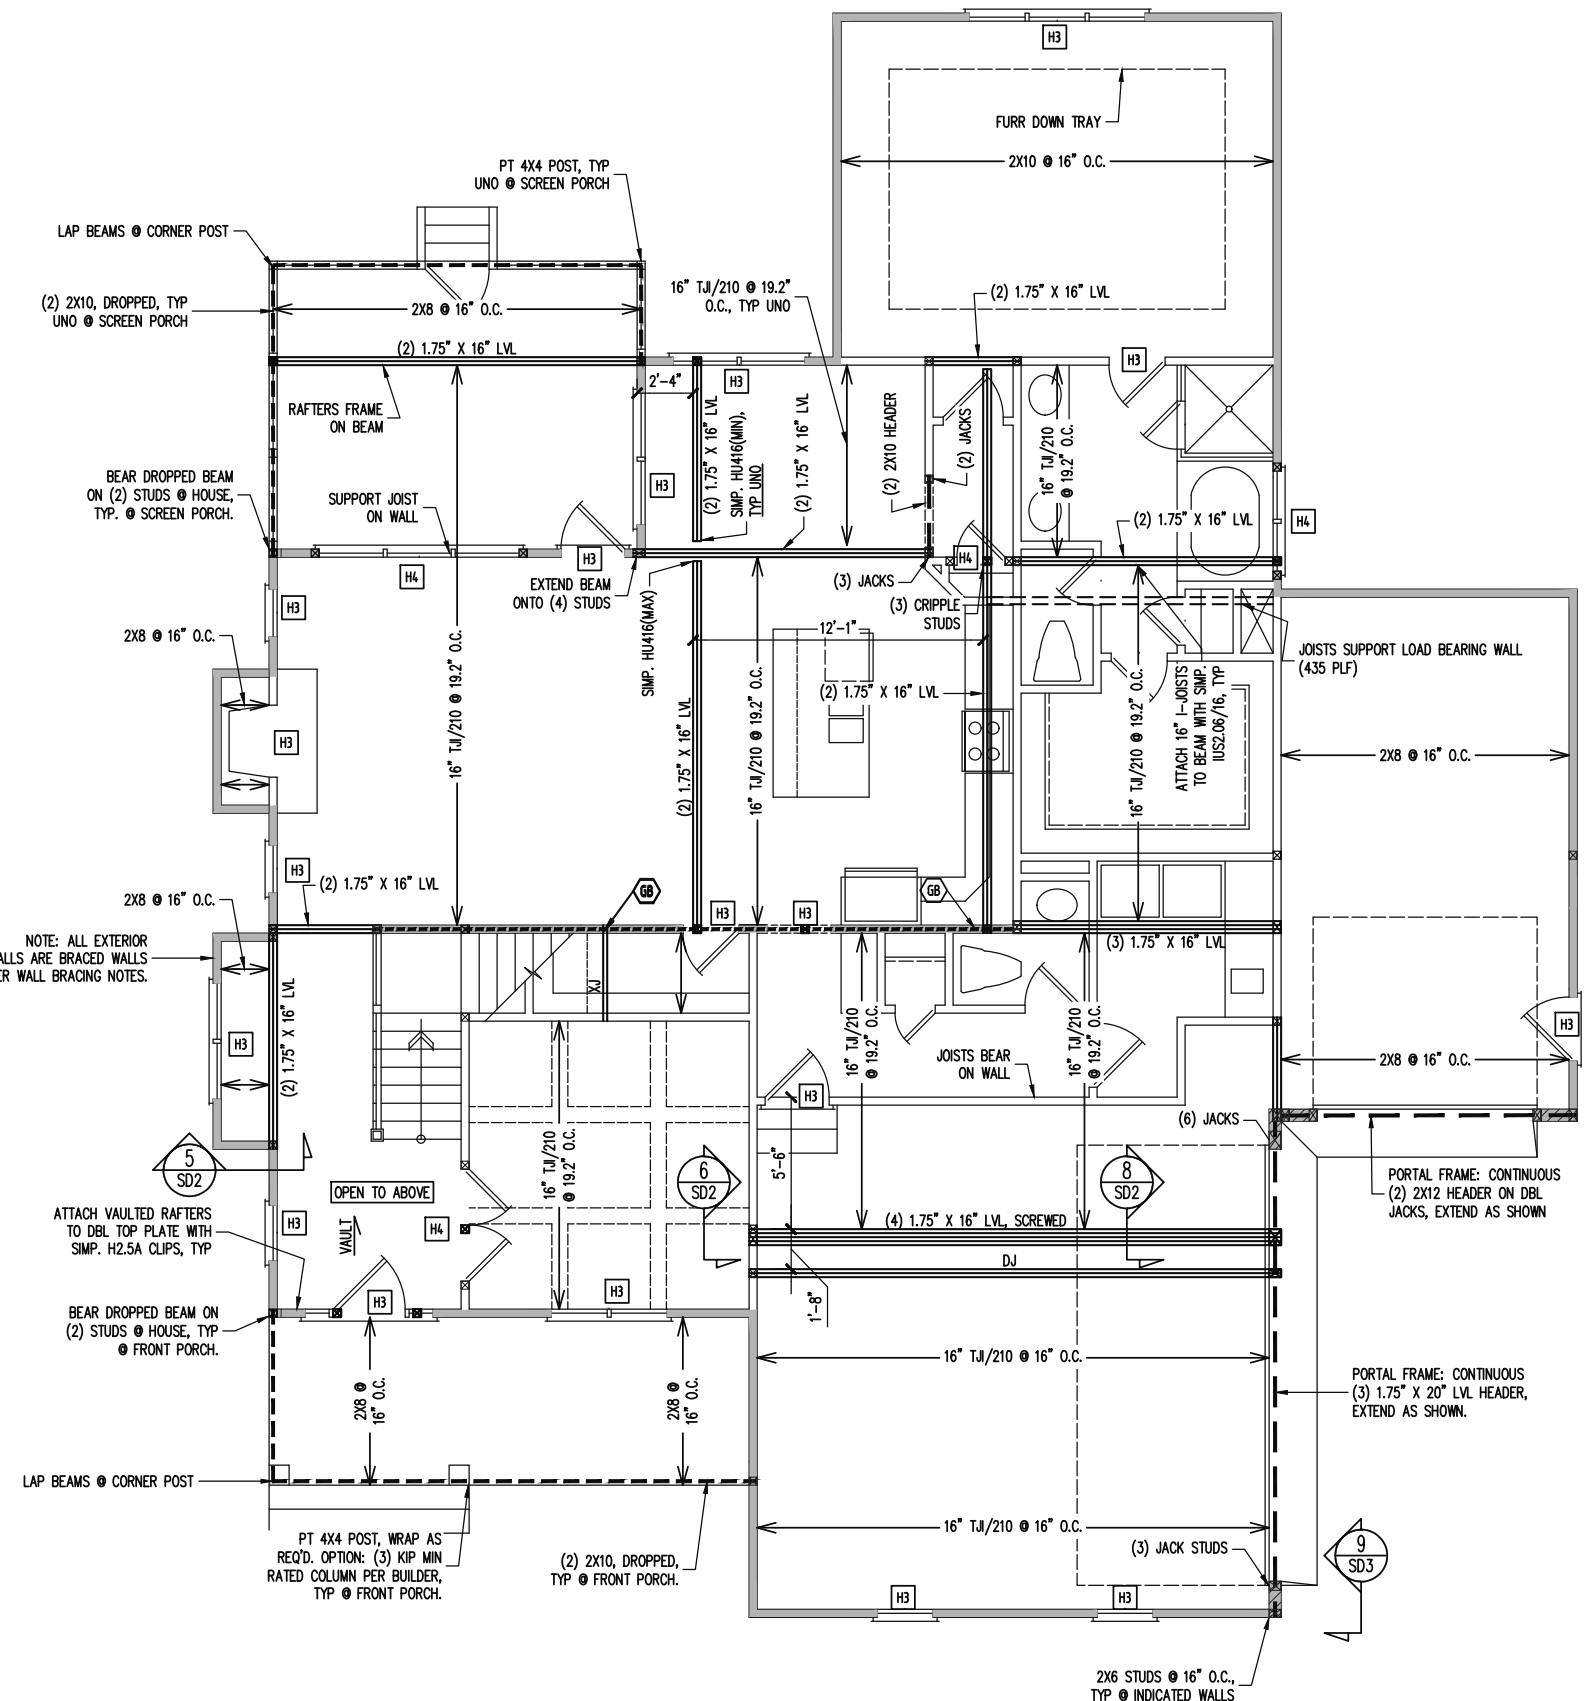 H3
FURR DOWN TRAY
2X10 @ 16" O.C.
PT 4X4 POST, TYP
UNO @ SCREEN PORCH
LAP BEAMS @ CORNER POST
(2) 2X10, DROPPED, TYP
UNO @ SCREEN PORCH
2X8 @ 16" O.C.
16" TJI/210 @ 19.2"
O.C., TYP UNO
(2) 1.75" X 16" LVL
(2) 1.75" X 16" LVL
H3
H3
2'-4"
RAFTERS FRAME
ON BEAM
(2) 1.75" X 16" LVL
SIMP. HU416(MIN),
TYP UNO
(2) 1.75" X 16" LVL
(2) 2X10 HEADER
(2) JACKS
16" TJI/210
@ 19.2" O.C.
BEAR DROPPED BEAM
ON (2) STUDS @ HOUSE,
TYP. @ SCREEN PORCH.
SUPPORT JOIST
ON WALL
H3
(2) 1.75" X 16" LVL
H4
H4
H3
H4
EXTEND BEAM
ONTO (4) STUDS
(3) JACKS
(3) CRIPPLE
STUDS
H3
2X8 @ 16" O.C.
16" TJI/210 @ 19.2" O.C.
SIMP. HU416(MAX)
12'-1"
JOISTS SUPPORT LOAD BEARING WALL
(435 PLF)
(2) 1.75" X 16" LVL
16" TJI/210 @ 19.2" O.C.
(2) 1.75" X 16" LVL
16" TJI/210 @ 19.2" O.C.
ATTACH 16" I-JOISTS
TO BEAM WITH SIMP.
IUS2.06/16, TYP
H3
2X8 @ 16" O.C.
H3
(2) 1.75" X 16" LVL
2X8 @ 16" O.C.
GB
GB
H3
H3
(3) 1.75" X 16" LVL
NOTE: ALL EXTERIOR
ALLS ARE BRACED WALLS
ER WALL BRACING NOTES.
(2) 1.75" X 16" LVL
XJ
H3
16" TJI/210
@ 19.2" O.C.
JOISTS BEAR
ON WALL
16" TJI/210
@ 19.2" O.C.
H3
2X8 @ 16" O.C.
H3
(6) JACKS
5
SD2
6
SD2
5'-6"
8
SD2
16" TJI/210
@ 19.2" O.C.
PORTAL FRAME: CONTINUOUS
(2) 2X12 HEADER ON DBL
JACKS, EXTEND AS SHOWN
OPEN TO ABOVE
ATTACH VAULTED RAFTERS
TO DBL TOP PLATE WITH
SIMP. H2.5A CLIPS, TYP
H3
VAULT
H4
(4) 1.75" X 16" LVL, SCREWED
DJ
1'-8"
H3
H3
BEAR DROPPED BEAM ON
(2) STUDS @ HOUSE, TYP
@ FRONT PORCH.
16" TJI/210 @ 16" O.C.
2X8 @
16" O.C.
2X8 @
16" O.C.
PORTAL FRAME: CONTINUOUS
(3) 1.75" X 20" LVL HEADER,
EXTEND AS SHOWN.
LAP BEAMS @ CORNER POST
16" TJI/210 @ 16" O.C.
PT 4X4 POST, WRAP AS
REQ'D. OPTION: (3) KIP MIN
RATED COLUMN PER BUILDER,
TYP @ FRONT PORCH.
(2) 2X10, DROPPED,
TYP @ FRONT PORCH.
(3) JACK STUDS
9
SD3
H3
H3
2X6 STUDS @ 16" O.C.,
TYP @ INDICATED WALLS